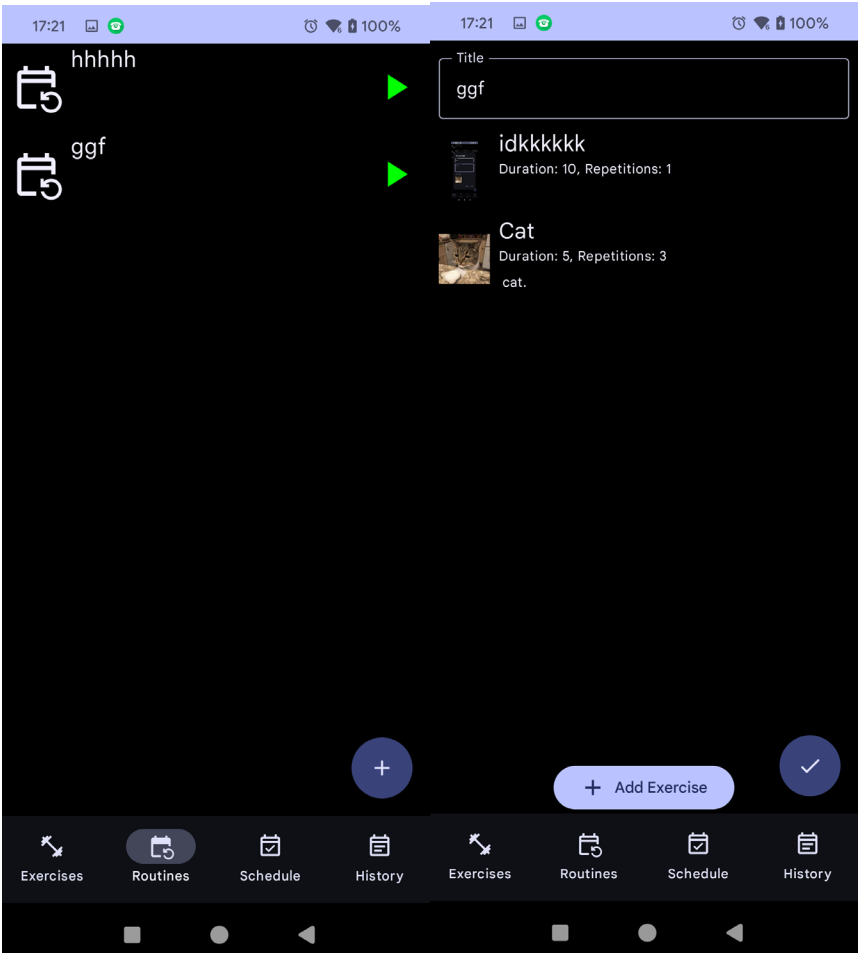 17:21 100%
hhhhh
ggf
Exercises Routines Schedule History
17:21 100%
Title
ggf
idkkkkkk
Duration: 10, Repetitions: 1
Cat
Duration: 5, Repetitions: 3
cat.
Add Exercise
Exercises Routines Schedule History